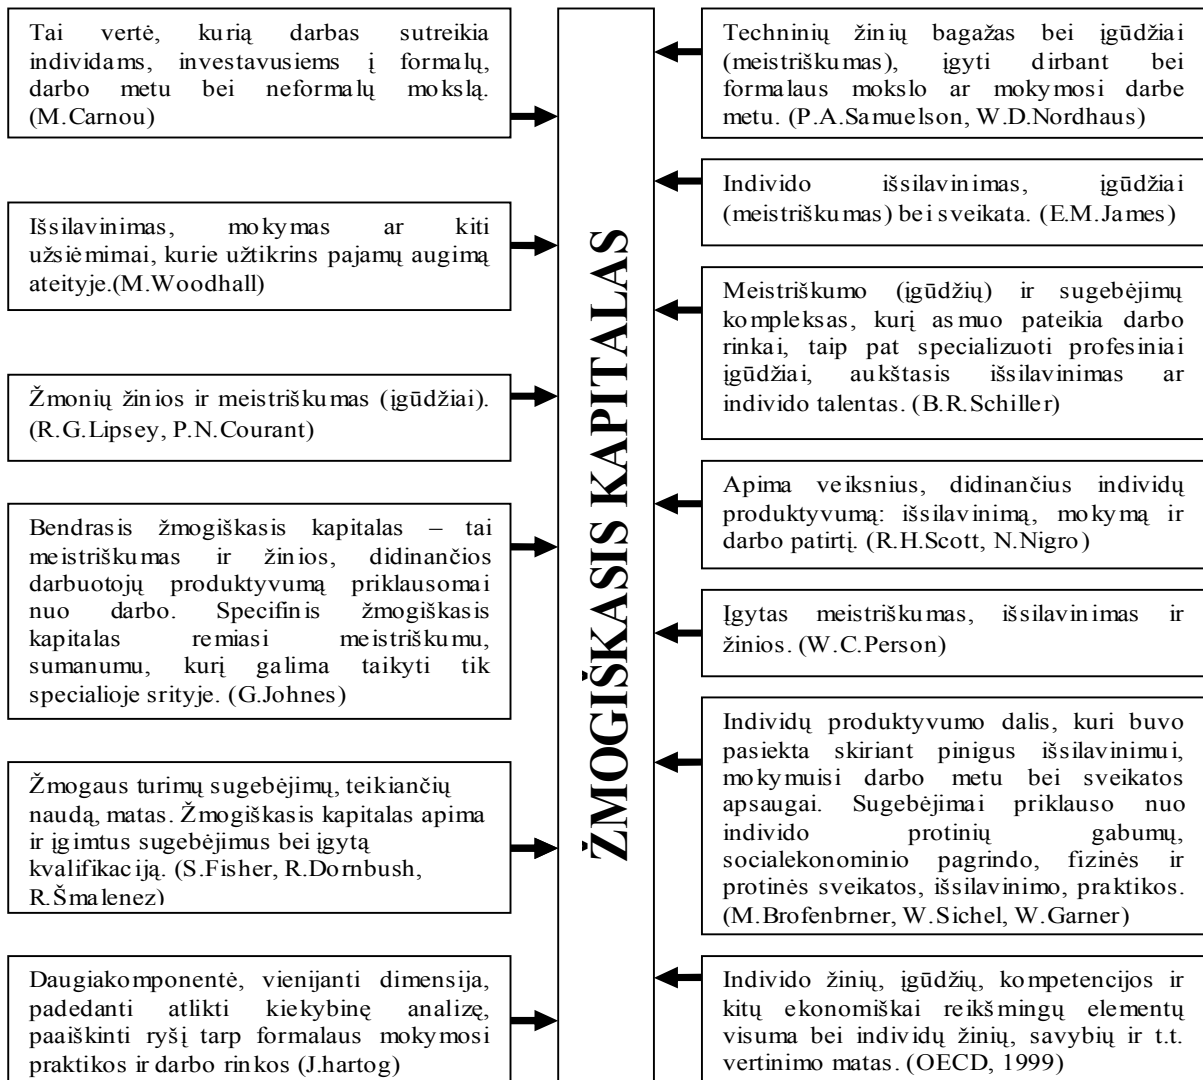 Tai vertė, kurią darbas sutreikia
individams, investavusiems į formalų,
darbo metu bei neformalų mokslą.
(M.Carnou)
Išsilavinimas, mokymas ar kiti
užsiėmimai, kurie užtikrins pajamų augimą
ateityje.(M.Woodhall)
Žmonių žinios ir meistriškumas (įgūdžiai).
(R.G.Lipsey, P.N.Courant)
Bendrasis žmogiškasis kapitalas – tai
meistriškumas ir žinios, didinančios
darbuotojų produktyvumą priklausomai
nuo darbo. Specifinis žmogiškasis
kapitalas remiasi meistriškumu,
sumanumu, kurį galima taikyti tik
specialioje srityje. (G.Johnes)
Žmogaus turimų sugebėjimų, teikiančių
naudą, matas. Žmogiškasis kapitalas apima
ir įgimtus sugebėjimus bei įgytą
kvalifikaciją. (S.Fisher, R.Dornbush,
R.Šmalenez)
Daugiakomponentė, vienijanti dimensija,
padedanti atlikti kiekybinę analizę,
paaiškinti ryšį tarp formalaus mokymosi
praktikos ir darbo rinkos (J.hartog)
ŽMOGIŠKASIS KAPITALAS
Techninių žinių bagažas bei įgūdžiai
(meistriškumas), įgyti dirbant bei
formalaus mokslo ar mokymosi darbe
metu. (P.A.Samuelson, W.D.Nordhaus)
Individo išsilavinimas, įgūdžiai
(meistriškumas) bei sveikata. (E.M.James)
Meistriškumo (įgūdžių) ir sugebėjimų
kompleksas, kurį asmuo pateikia darbo
rinkai, taip pat specializuoti profesiniai
įgūdžiai, aukštasis išsilavinimas ar
individo talentas. (B.R.Schiller)
Apima veiksnius, didinančius individų
produktyvumą: išsilavinimą, mokymą ir
darbo patirtį. (R.H.Scott, N.Nigro)
Įgytas meistriškumas, išsilavinimas ir
žinios. (W.C.Person)
Individų produktyvumo dalis, kuri buvo
pasiekta skiriant pinigus išsilavinimui,
mokymuisi darbo metu bei sveikatos
apsaugai. Sugebėjimai priklauso nuo
individo protinių gabumų,
socialekonominio pagrindo, fizinės ir
protinės sveikatos, išsilavinimo, praktikos.
(M.Brofenbrner, W.Sichel, W.Garner)
Individo žinių, įgūdžių, kompetencijos ir
kitų ekonomiškai reikšmingų elementų
visuma bei individų žinių, savybių ir t.t.
vertinimo matas. (OECD, 1999)